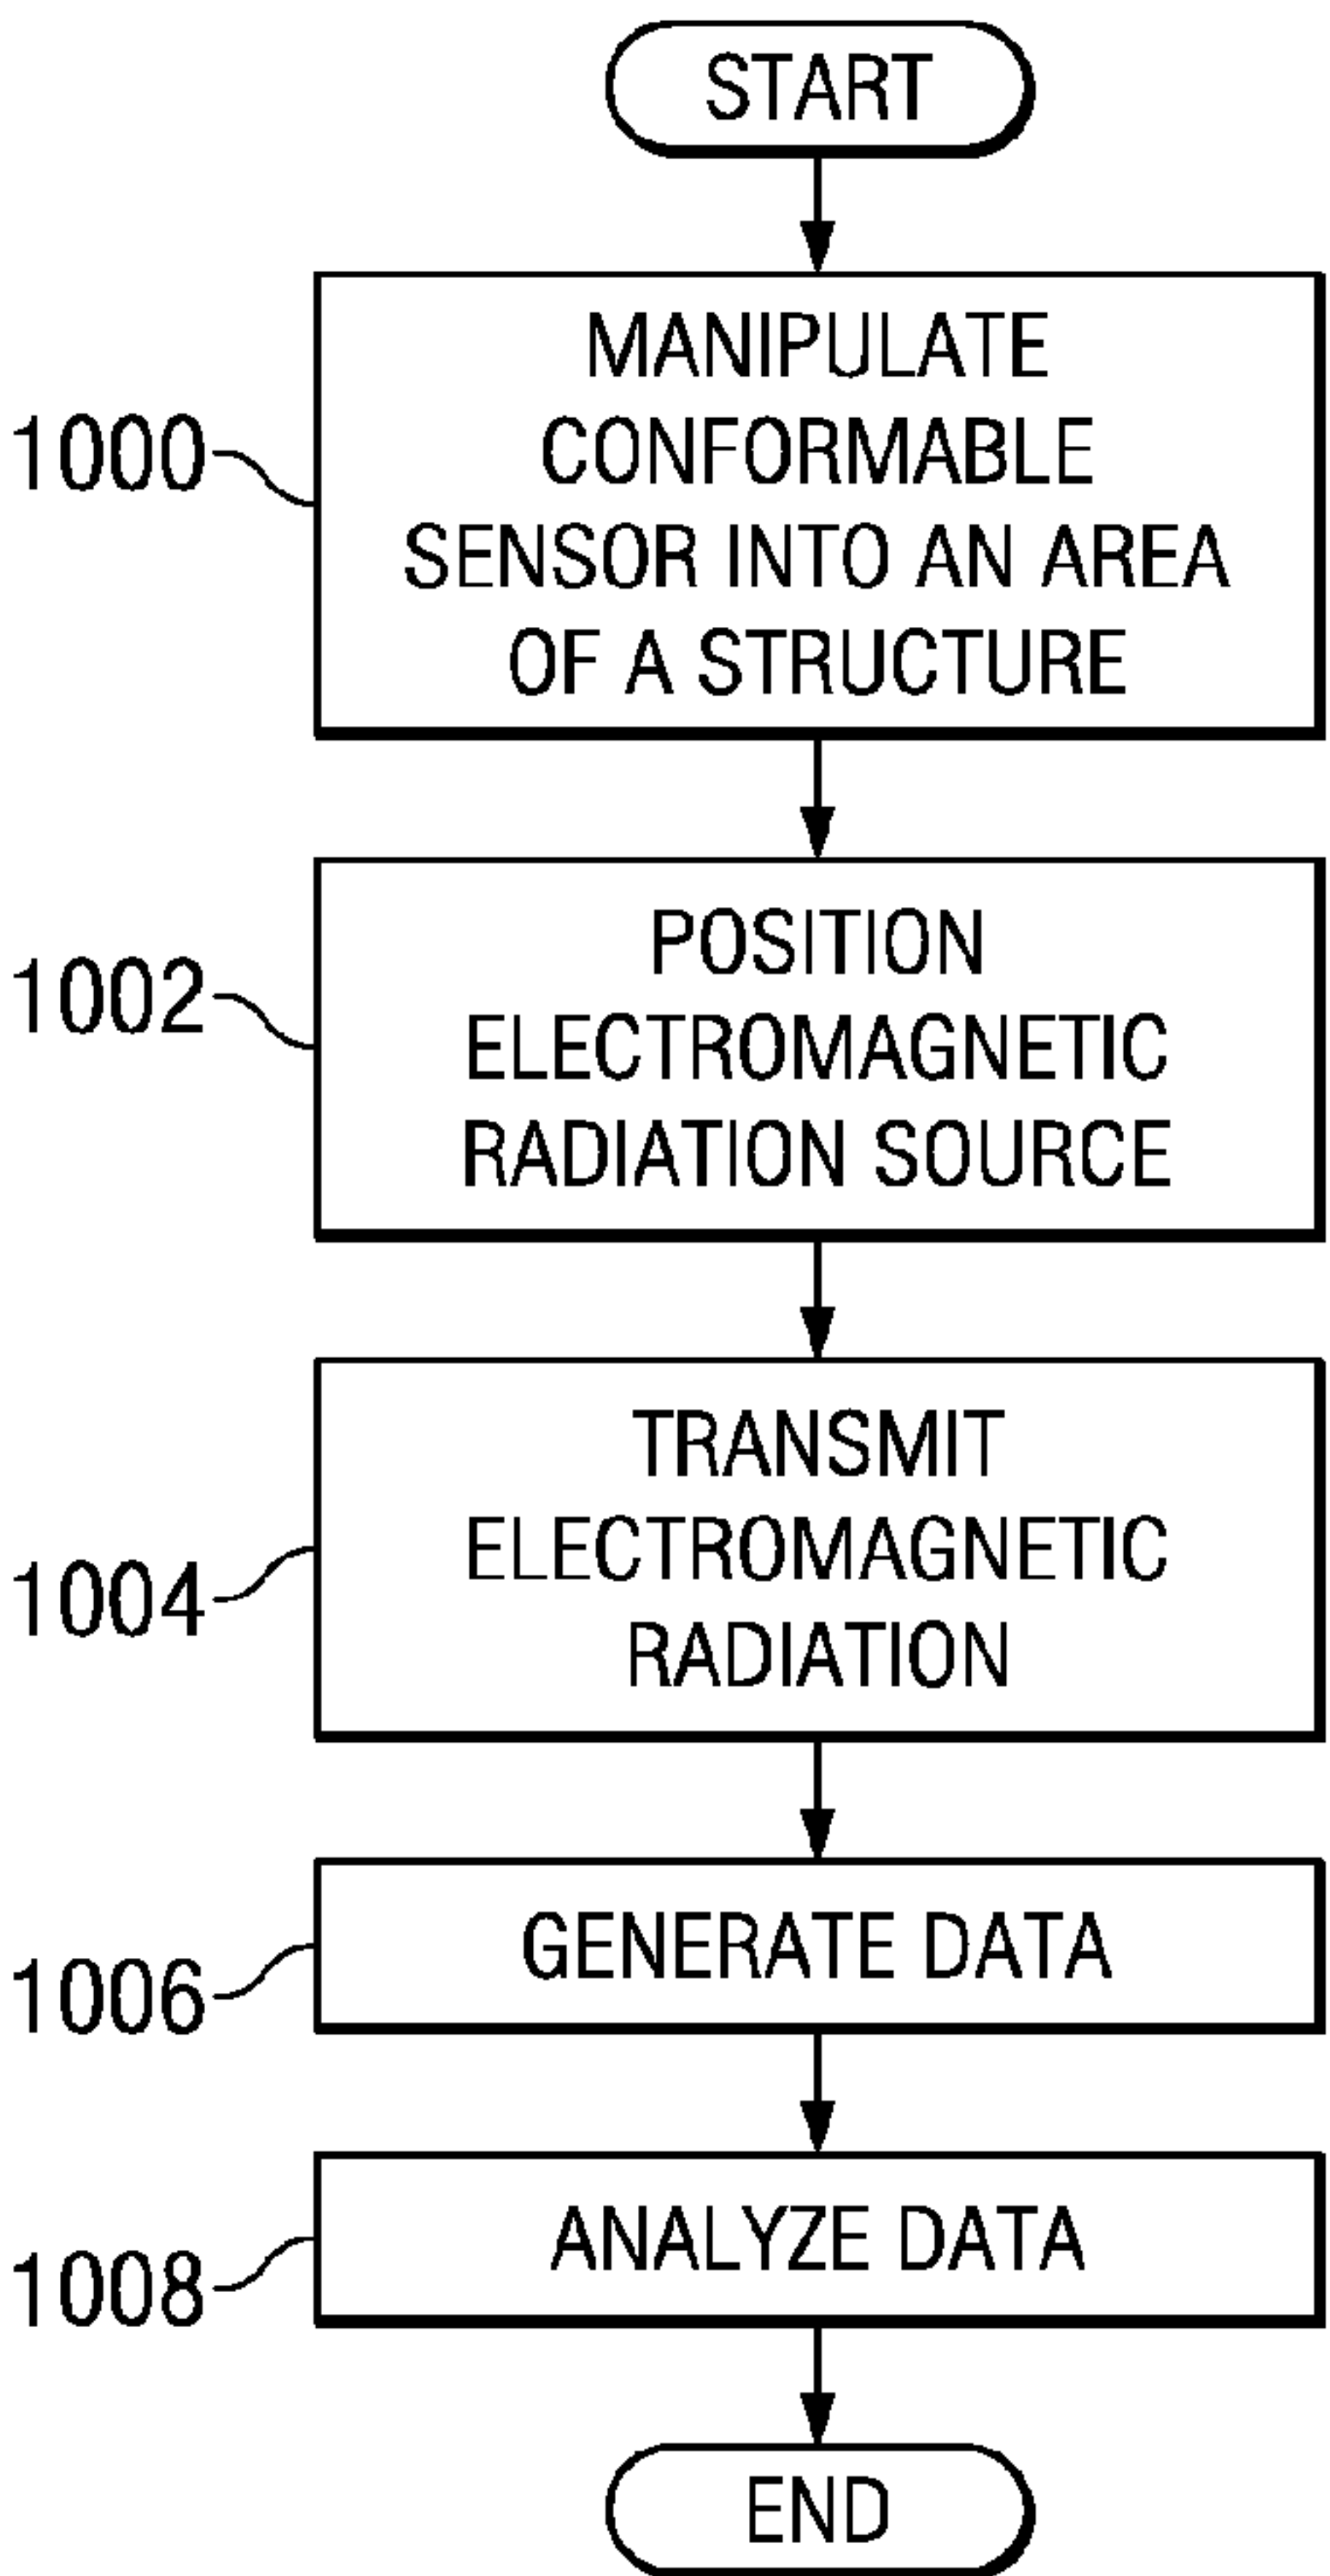 START
MANIPULATE
CONFORMABLE
SENSOR INTO AN AREA
OF A STRUCTURE
1000
POSITION
ELECTROMAGNETIC
RADIATION SOURCE
1002
TRANSMIT
ELECTROMAGNETIC
RADIATION
1004
GENERATE DATA
1006
ANALYZE DATA
1008
END